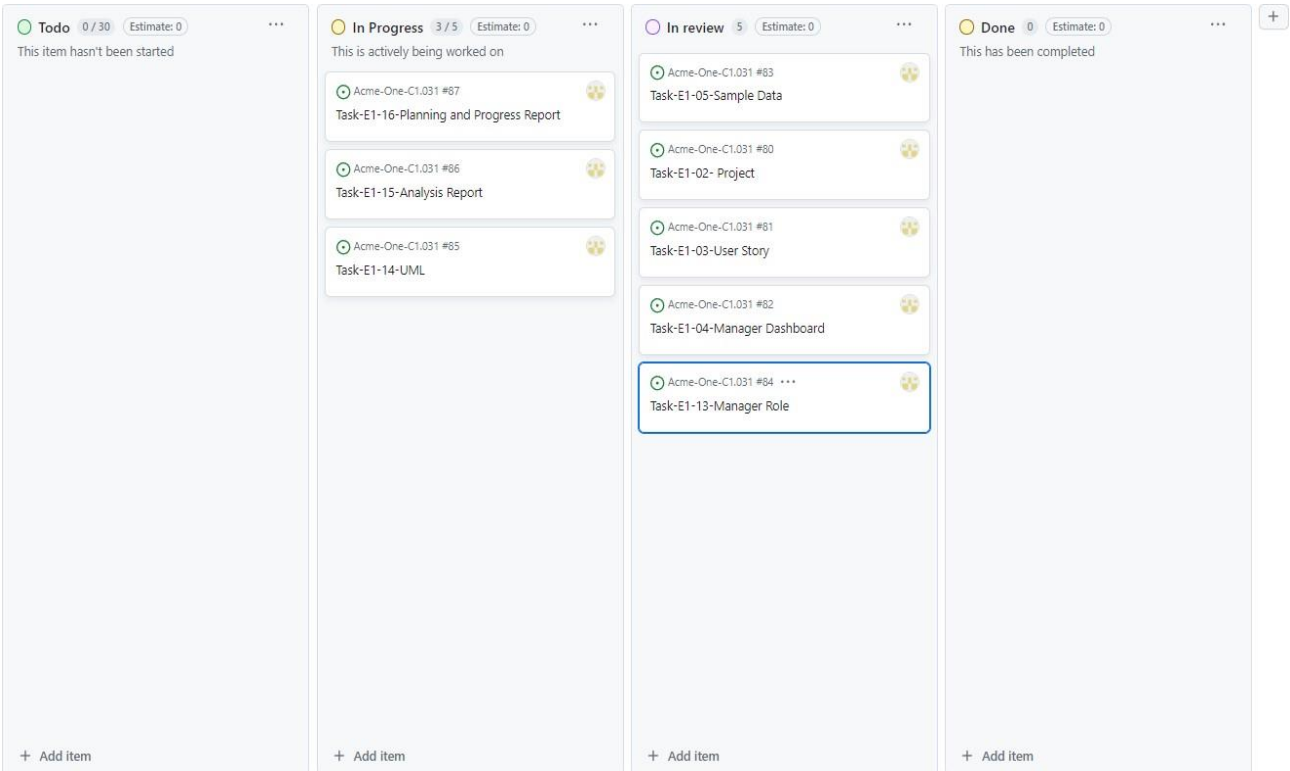 Todo 0 / 30 Estimate: 0 ...
This item hasn't been started
+ Add item
In Progress 3 / 5 Estimate: 0 ...
This is actively being worked on
Acme-One-C1.031 #87
Task-E1-16-Planning and Progress Report
Acme-One-C1.031 #86
Task-E1-15-Analysis Report
Acme-One-C1.031 #85
Task-E1-14-UML
+ Add item
In review 5 Estimate: 0 ...
Acme-One-C1.031 #83
Task-E1-05-Sample Data
Acme-One-C1.031 #80
Task-E1-02- Project
Acme-One-C1.031 #81
Task-E1-03-User Story
Acme-One-C1.031 #82
Task-E1-04-Manager Dashboard
Acme-One-C1.031 #84 ...
Task-E1-13-Manager Role
+ Add item
Done 0 Estimate: 0 ...
This has been completed
+ Add item
+